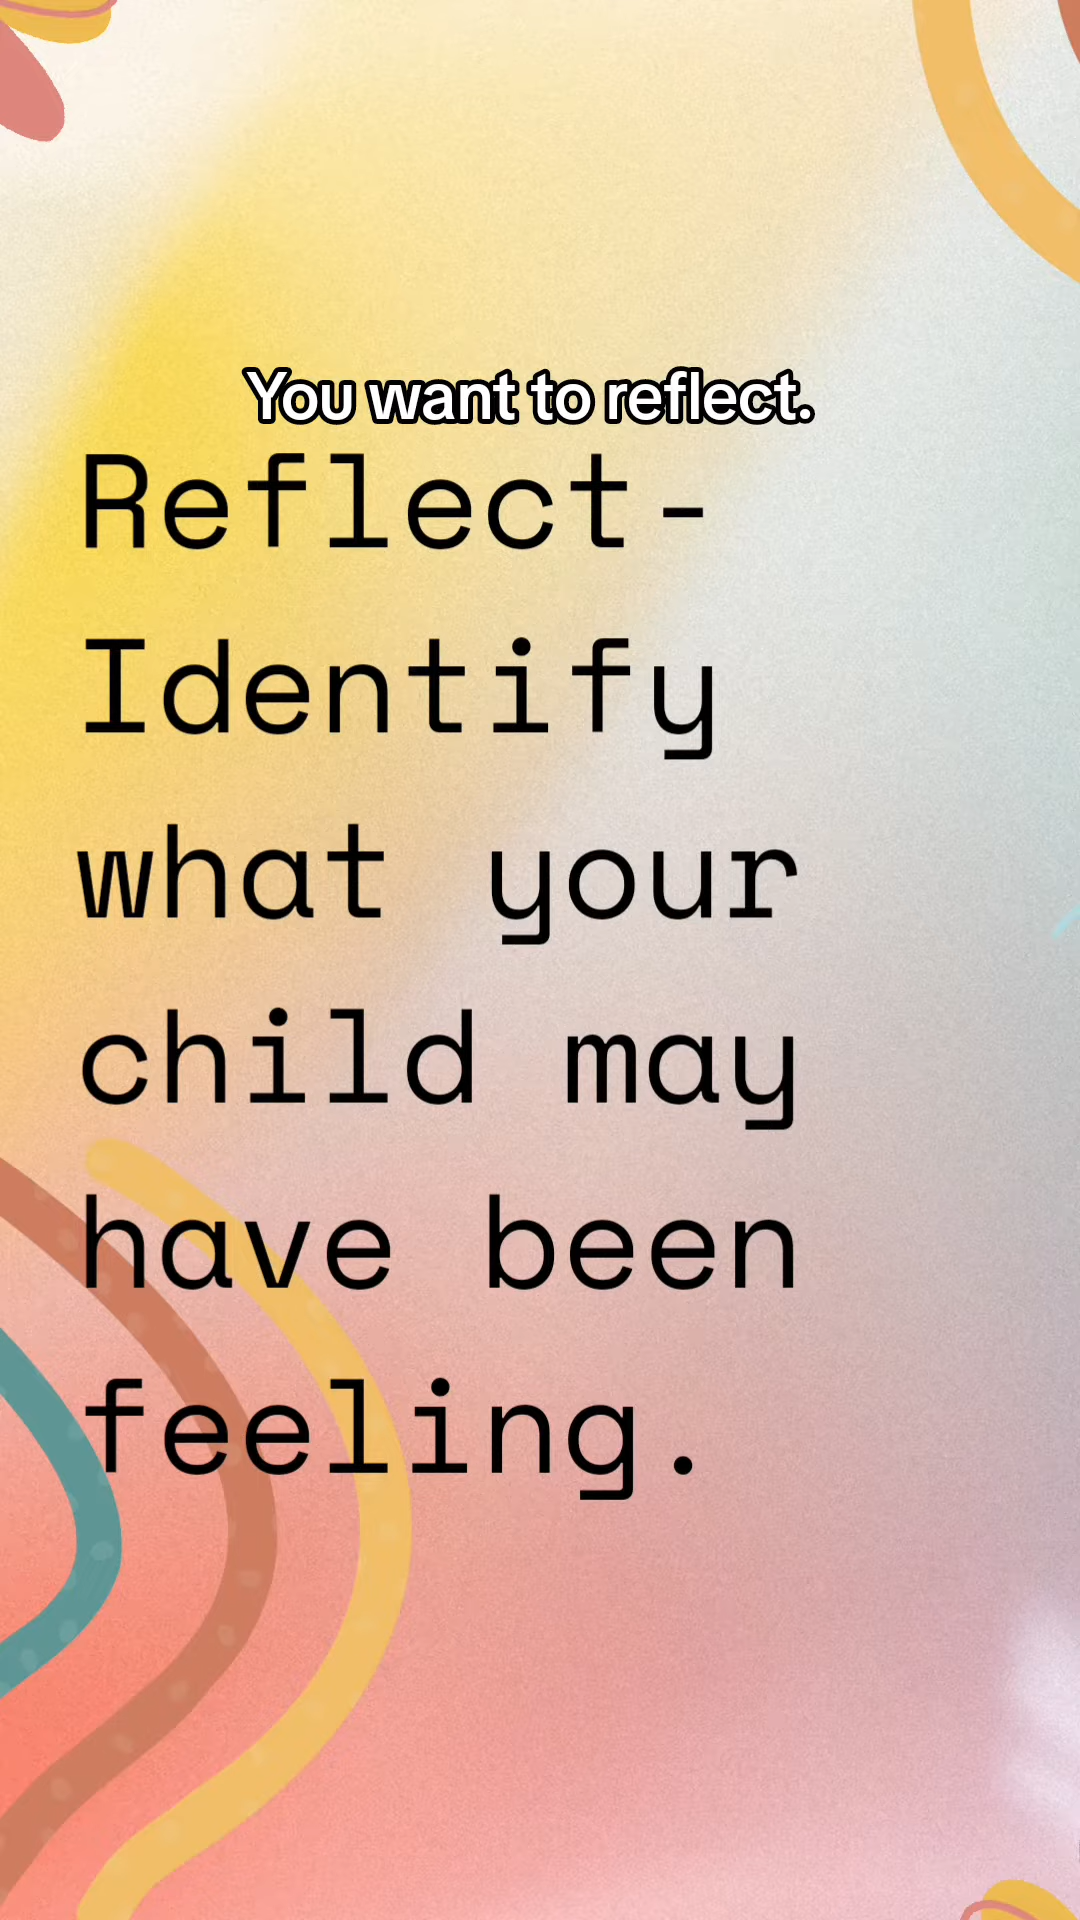 You want to reflect.
Reflect-
Identify
what your
child may
have been
feeling.